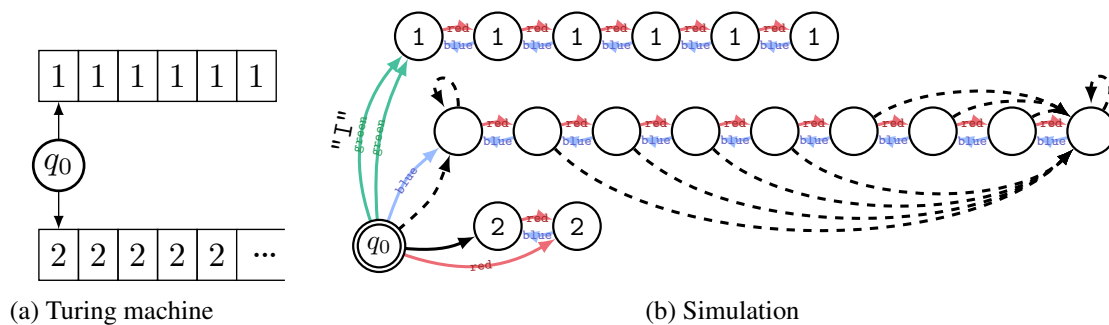 1 1 1 1 1 1
q0
2 2 2 2 2 ...
(a) Turing machine
1 red blue 1 red blue 1 red blue 1 red blue 1 red blue 1
"I"
green
green
red blue red blue red blue red blue red blue red blue red blue red blue
blue
2 red blue 2
q0
red
(b) Simulation